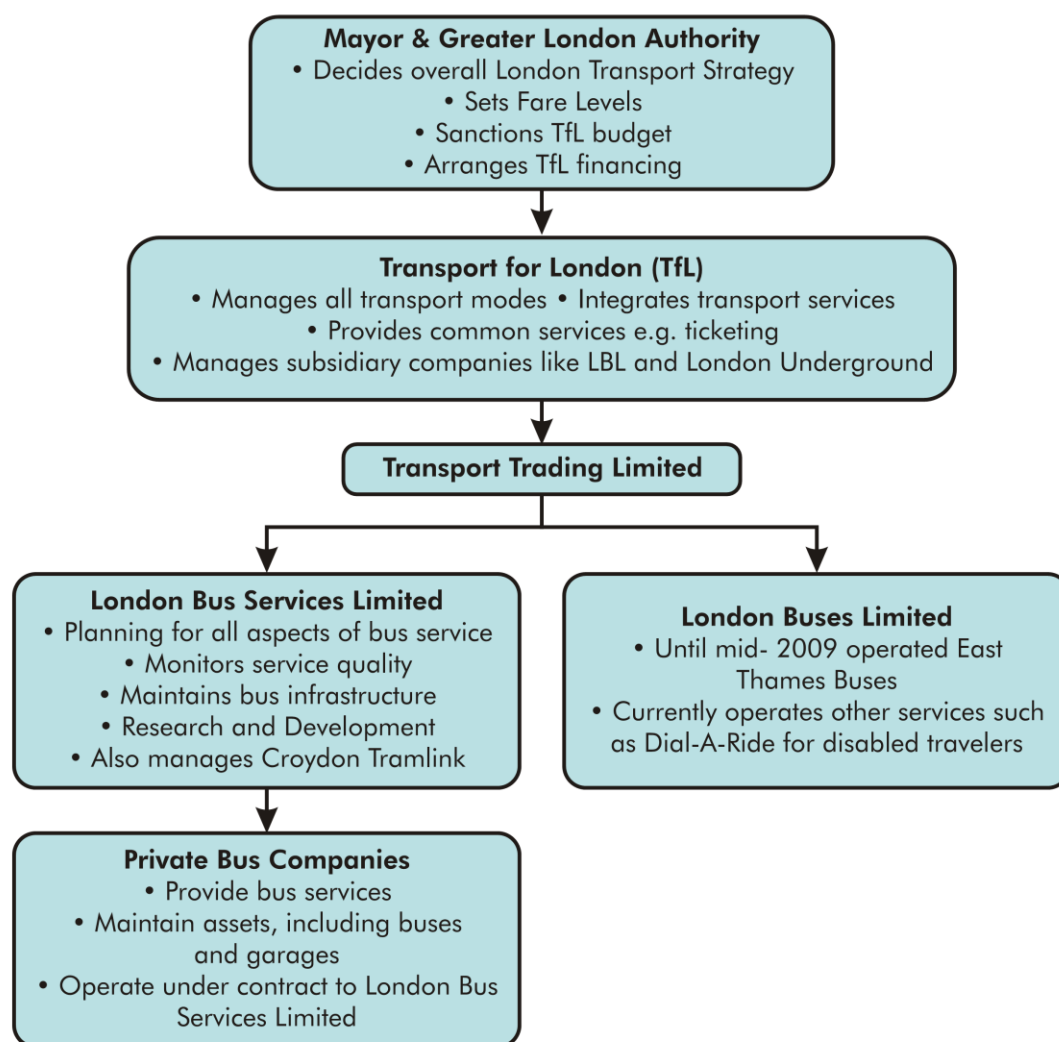 Mayor & Greater London Authority
• Decides overall London Transport Strategy
• Sets Fare Levels
• Sanctions TfL budget
• Arranges TfL financing
Transport for London (TfL)
• Manages all transport modes • Integrates transport services
• Provides common services e.g. ticketing
• Manages subsidiary companies like LBL and London Underground
Transport Trading Limited
London Bus Services Limited
• Planning for all aspects of bus service
• Monitors service quality
• Maintains bus infrastructure
• Research and Development
• Also manages Croydon Tramlink
London Buses Limited
• Until mid- 2009 operated East
Thames Buses
• Currently operates other services such
as Dial-A-Ride for disabled travelers
Private Bus Companies
• Provide bus services
• Maintain assets, including buses
and garages
• Operate under contract to London Bus
Services Limited